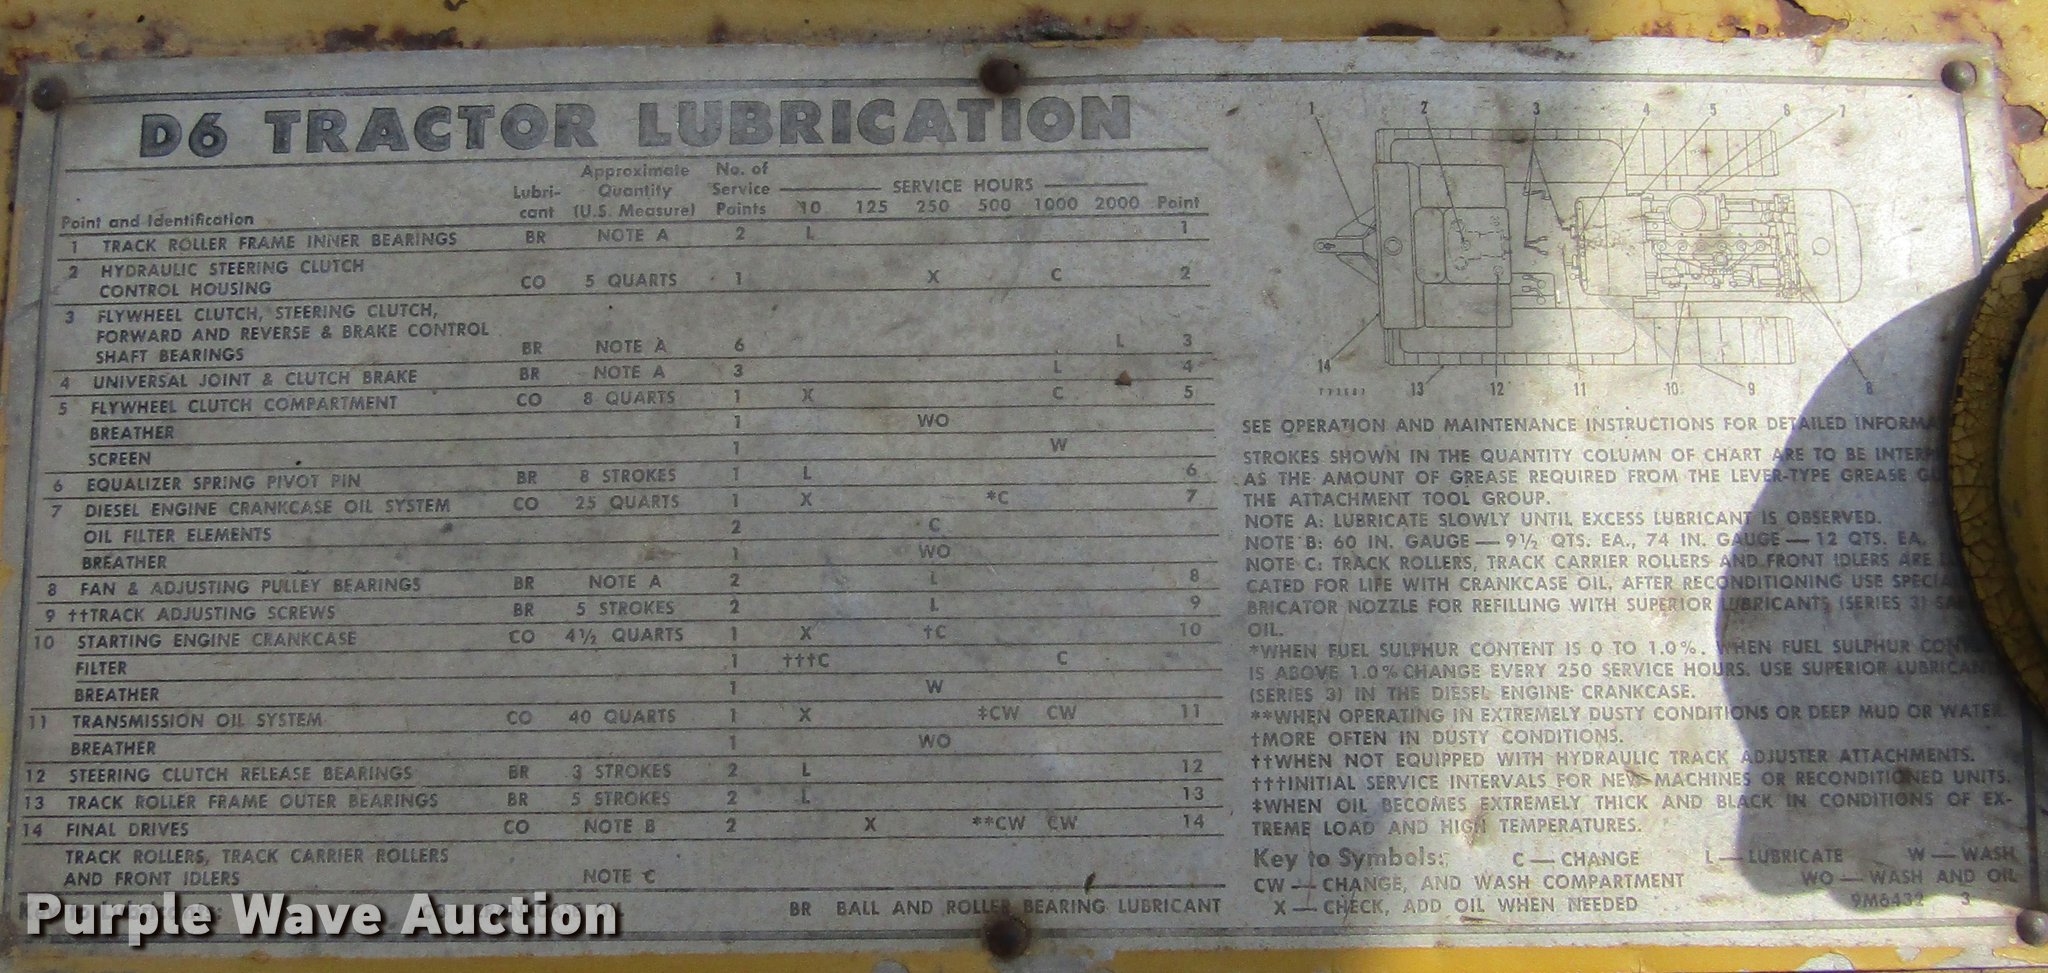 D6 TRACTOR LUBRICATION
Point and Identification Lubri-cant Approximate Quantity (U.S. Measure) No. of Service Points SERVICE HOURS 10 125 250 500 1000 2000 Point
1 TRACK ROLLER FRAME INNER BEARINGS BR NOTE A 2 L 1
2 HYDRAULIC STEERING CLUTCH
CONTROL HOUSING CO 5 QUARTS 1 X C 2
3 FLYWHEEL CLUTCH, STEERING CLUTCH,
FORWARD AND REVERSE & BRAKE CONTROL
SHAFT BEARINGS BR NOTE A 6 L 3
4 UNIVERSAL JOINT & CLUTCH BRAKE BR NOTE A 3 L 4
5 FLYWHEEL CLUTCH COMPARTMENT CO 8 QUARTS 1 X C 5
BREATHER 1 WO
SCREEN 1 W
6 EQUALIZER SPRING PIVOT PIN BR 8 STROKES 1 L 6
7 DIESEL ENGINE CRANKCASE OIL SYSTEM CO 25 QUARTS 1 X *C 7
OIL FILTER ELEMENTS 2 C
BREATHER 1 WO
8 FAN & ADJUSTING PULLEY BEARINGS BR NOTE A 2 L 8
9 ††TRACK ADJUSTING SCREWS BR 5 STROKES 2 L 9
10 STARTING ENGINE CRANKCASE CO 4½ QUARTS 1 X †C 10
FILTER 1 †††C C
BREATHER 1 W
11 TRANSMISSION OIL SYSTEM CO 40 QUARTS 1 X ‡CW CW 11
BREATHER 1 WO
12 STEERING CLUTCH RELEASE BEARINGS BR 3 STROKES 2 L 12
13 TRACK ROLLER FRAME OUTER BEARINGS BR 5 STROKES 2 L 13
14 FINAL DRIVES CO NOTE B 2 X **CW CW 14
TRACK ROLLERS, TRACK CARRIER ROLLERS
AND FRONT IDLERS NOTE C
BR BALL AND ROLLER BEARING LUBRICANT
1 2 3 4 5 6 7
14 13 12 11 10 9 8
SEE OPERATION AND MAINTENANCE INSTRUCTIONS FOR DETAILED
STROKES SHOWN IN THE QUANTITY COLUMN OF CHART ARE TO BE
AS THE AMOUNT OF GREASE REQUIRED FROM THE LEVER-TYPE GREASE
THE ATTACHMENT TOOL GROUP.
NOTE A: LUBRICATE SLOWLY UNTIL EXCESS LUBRICANT IS OBSERVED.
NOTE B: 60 IN. GAUGE — 9½ QTS. EA., 74 IN. GAUGE — 12 QTS. EA.
NOTE C: TRACK ROLLERS, TRACK CARRIER ROLLERS AND FRONT IDLERS ARE
CATED FOR LIFE WITH CRANKCASE OIL. AFTER RECONDITIONING USE
BRICATOR NOZZLE FOR REFILLING WITH SUPERIOR LUBRICANTS (SERIES 3)
OIL.
*WHEN FUEL SULPHUR CONTENT IS 0 TO 1.0%. WHEN FUEL SULPHUR
IS ABOVE 1.0% CHANGE EVERY 250 SERVICE HOURS. USE SUPERIOR
(SERIES 3) IN THE DIESEL ENGINE CRANKCASE.
**WHEN OPERATING IN EXTREMELY DUSTY CONDITIONS OR DEEP MUD OR WATER.
†MORE OFTEN IN DUSTY CONDITIONS.
††WHEN NOT EQUIPPED WITH HYDRAULIC TRACK ADJUSTER ATTACHMENTS.
†††INITIAL SERVICE INTERVALS FOR NEW MACHINES OR RECONDITIONED UNITS.
‡WHEN OIL BECOMES EXTREMELY THICK AND BLACK IN CONDITIONS OF EX-
TREME LOAD AND HIGH TEMPERATURES.
Key to Symbols: C — CHANGE L — LUBRICATE W — WASH
CW — CHANGE, AND WASH COMPARTMENT WO — WASH AND OIL
X — CHECK, ADD OIL WHEN NEEDED 9M6432 3
Purple Wave Auction